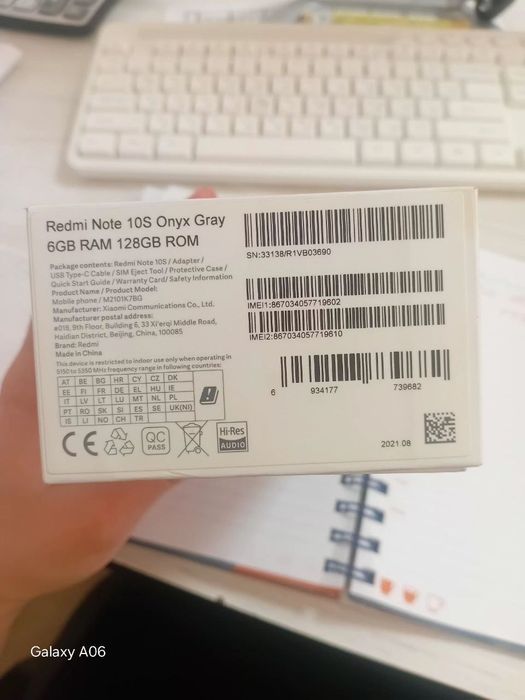 Redmi Note 10S Onyx Gray
6GB RAM 128GB ROM
Package contents: Redmi Note 10S / Adapter /
USB Type-C Cable / SIM Eject Tool / Protective Case /
Quick Start Guide / Warranty Card / Safety Information
Product Name / Product Model:
Mobile phone / M2101K7BG
Manufacturer: Xiaomi Communications Co., Ltd.
Manufacturer postal address:
#019, 9th Floor, Building 6, 33 Xi'erqi Middle Road,
Haidian District, Beijing, China, 100085
Brand: Redmi
Made in China
This device is restricted to indoor use only when operating in
5150 to 5350 MHz frequency range in following countries:
AT BE BG HR CY CZ DK
EE FI FR DE EL HU IE
IT LV LT LU MT NL PL
PT RO SK SI ES SE UK(NI)
IS LI NO CH TR
CE
QC
PASS
Hi-Res
AUDIO
SN:33138/R1VB03690
IMEI1:867034057719602
IMEI2:867034057719610
6 934177 739682
2021.08
Galaxy A06